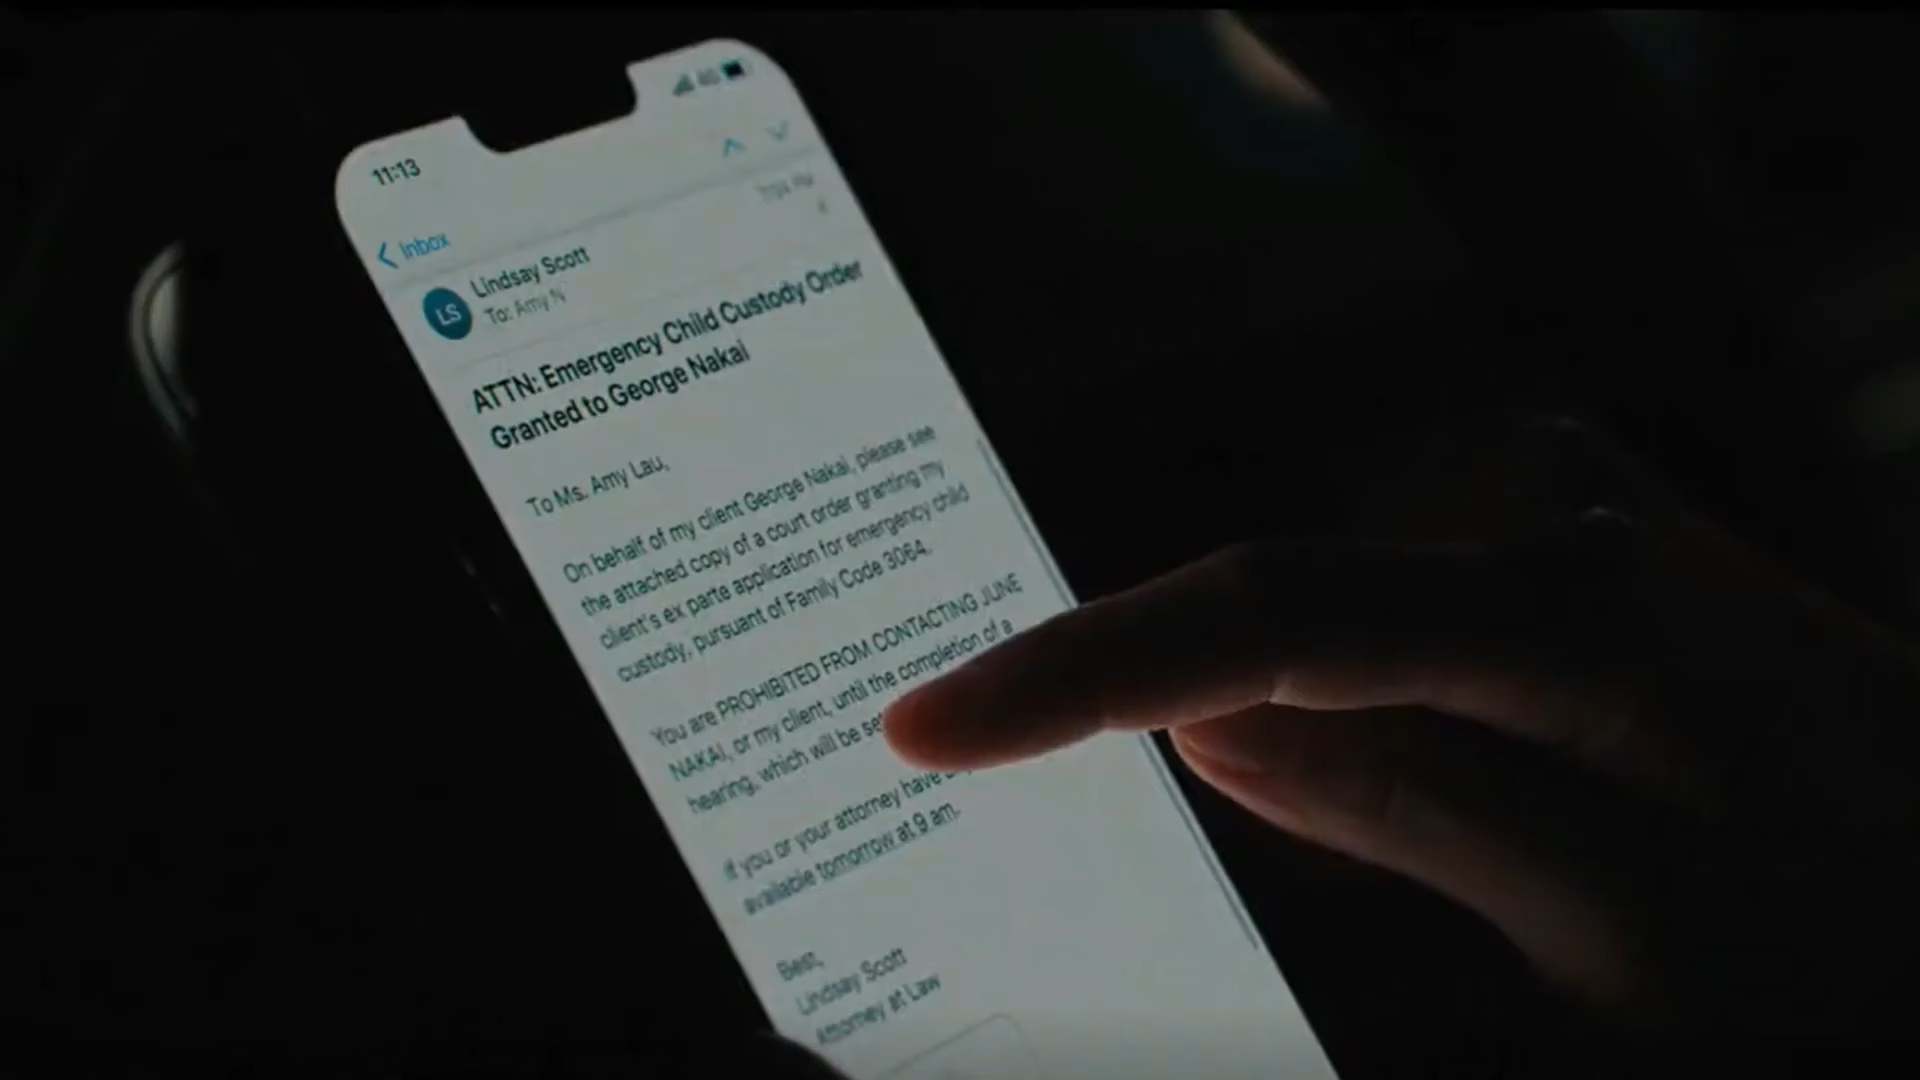 11:13
4G
Inbox
LS
Lindsay Scott
To: Amy N
ATTN: Emergency Child Custody Order
Granted to George Nakai
To Ms. Amy Lau,
On behalf of my client George Nakai, please see
the attached copy of a court order granting my
client's ex parte application for emergency child
custody, pursuant of Family Code 3064.
You are PROHIBITED FROM CONTACTING JUNE
NAKAI, or my client, until the completion of a
hearing, which will be
If you or your attorney have
available tomorrow at 9 am.
Best,
Lindsay Scott
Attorney at Law